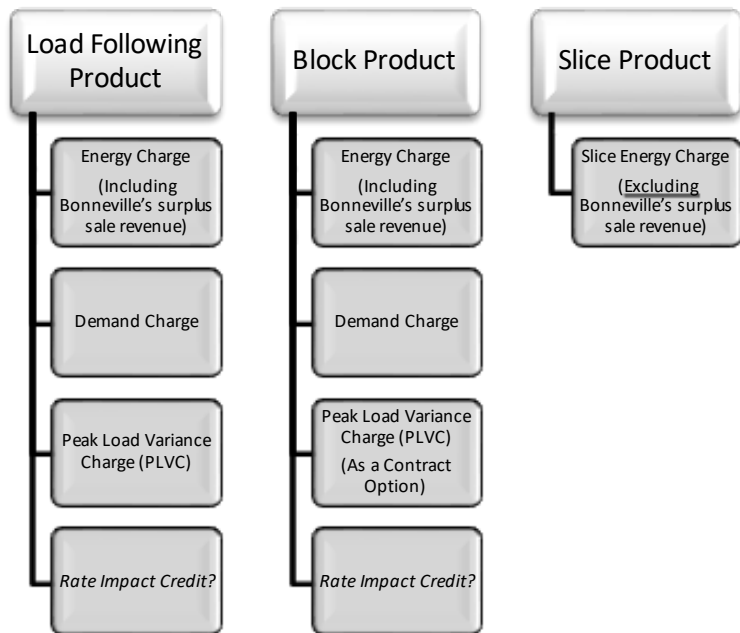 Load Following
Product
Energy Charge
(Including
Bonneville's surplus
sale revenue)
Demand Charge
Peak Load Variance
Charge (PLVC)
Rate Impact Credit?
Block Product
Energy Charge
(Including
Bonneville's surplus
sale revenue)
Demand Charge
Peak Load Variance
Charge (PLVC)
(As a Contract
Option)
Rate Impact Credit?
Slice Product
Slice Energy Charge
(Excluding
Bonneville's surplus
sale revenue)